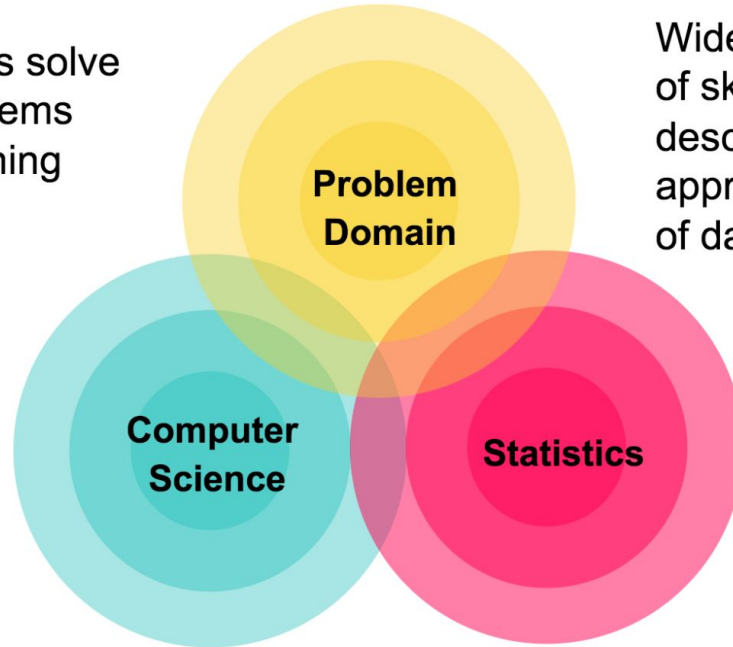 s solve
ems
ning
Wide
of sk
desc
appr
of da
Problem
Domain
Computer
Science
Statistics